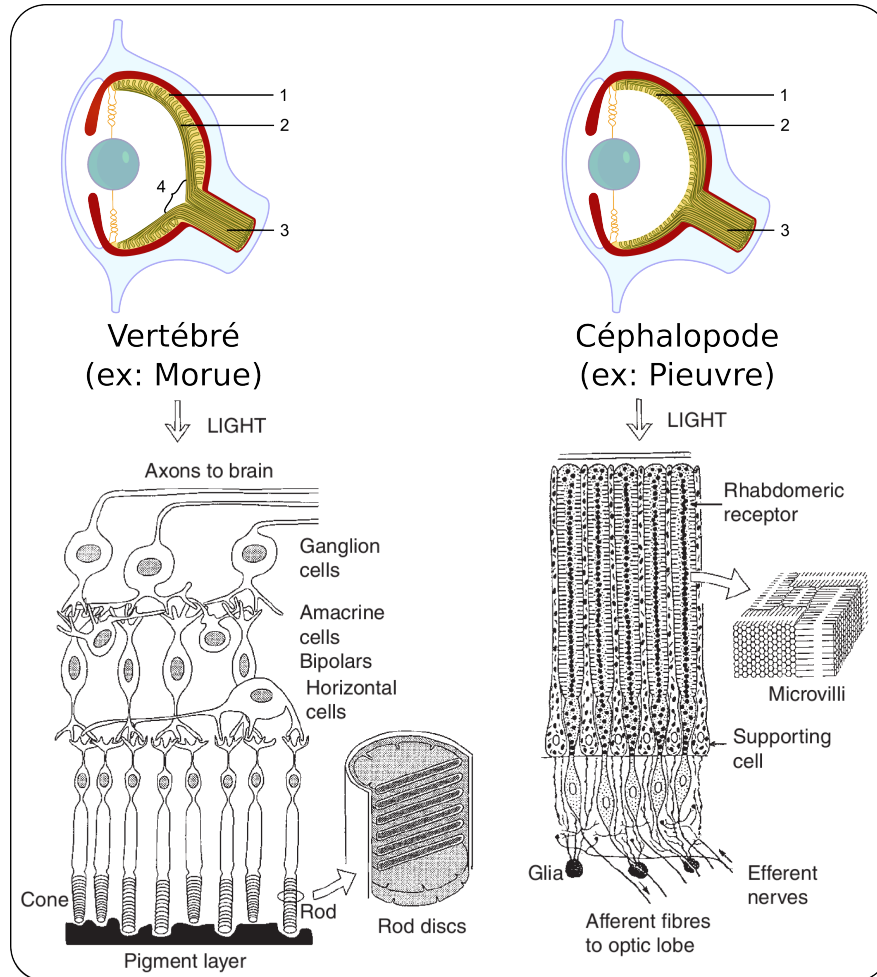 1
2
4
3
Vertébré
(ex: Morue)
LIGHT
Axons to brain
Ganglion
cells
Amacrine
cells
Bipolars
Horizontal
cells
Cone
Rod
Rod discs
Pigment layer
1
2
3
Céphalopode
(ex: Pieuvre)
LIGHT
Rhabdomeric
receptor
Microvilli
Supporting
cell
Glia
Efferent
nerves
Afferent fibres
to optic lobe